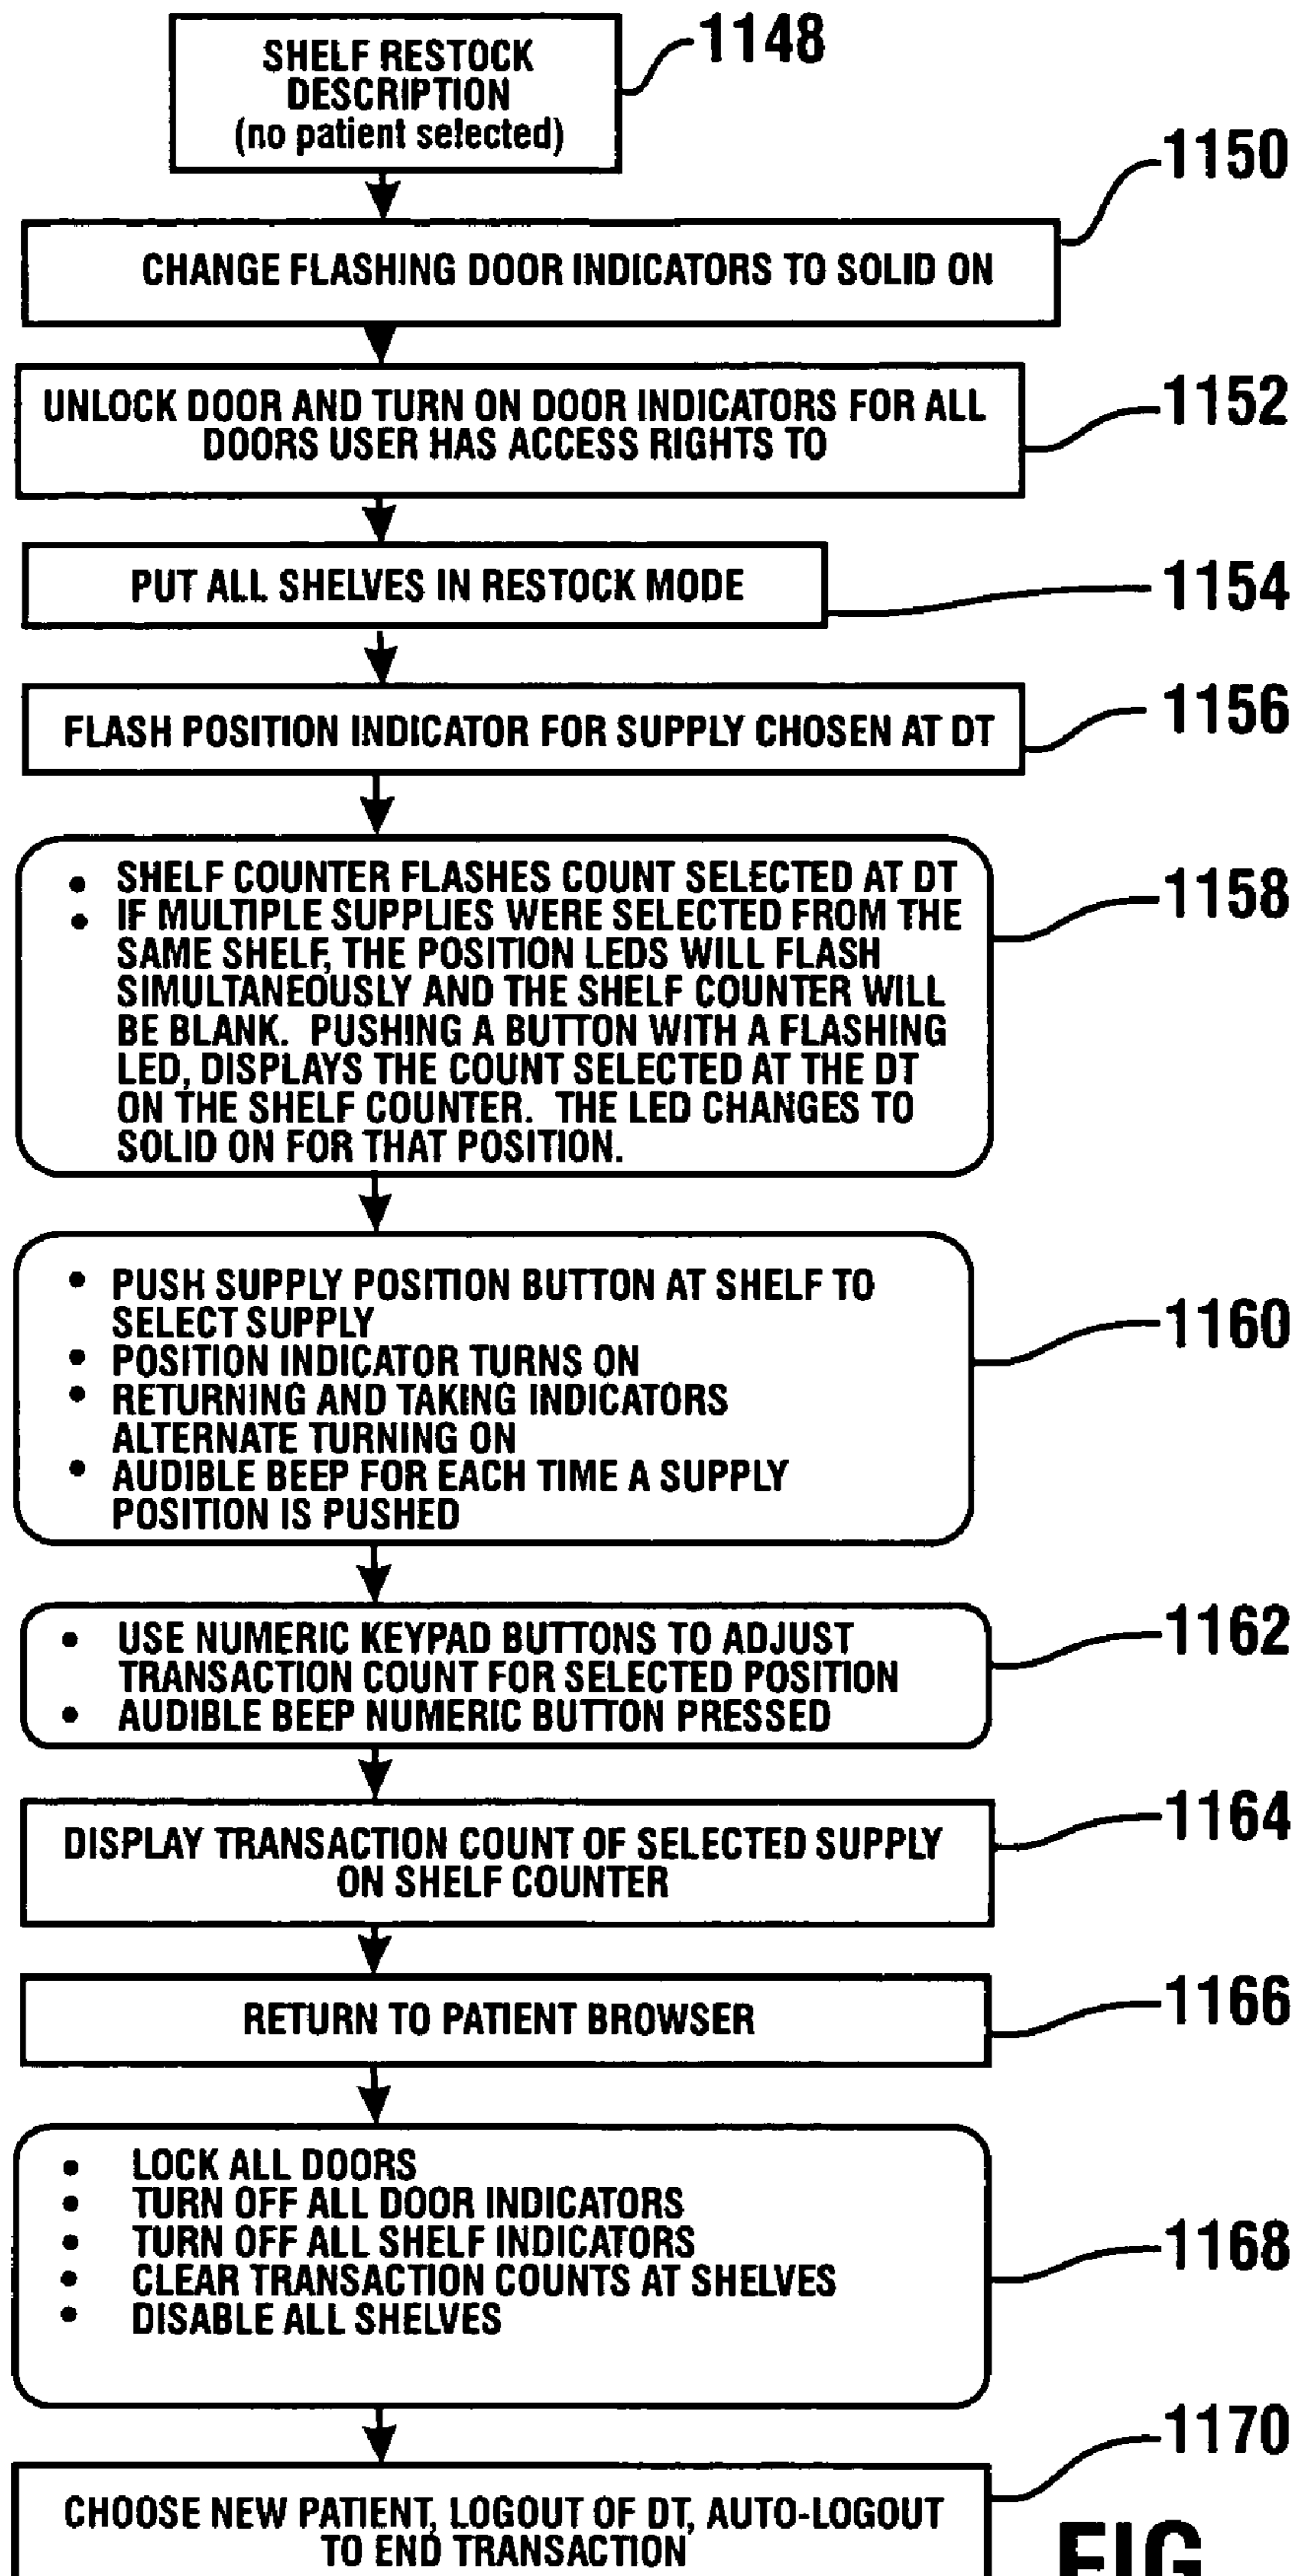 SHELF RESTOCK
DESCRIPTION
(no patient selected)
1148
1150
CHANGE FLASHING DOOR INDICATORS TO SOLID ON
UNLOCK DOOR AND TURN ON DOOR INDICATORS FOR ALL
DOORS USER HAS ACCESS RIGHTS TO
1152
PUT ALL SHELVES IN RESTOCK MODE
1154
FLASH POSITION INDICATOR FOR SUPPLY CHOSEN AT DT
1156
• SHELF COUNTER FLASHES COUNT SELECTED AT DT
• IF MULTIPLE SUPPLIES WERE SELECTED FROM THE
SAME SHELF, THE POSITION LEDS WILL FLASH
SIMULTANEOUSLY AND THE SHELF COUNTER WILL
BE BLANK. PUSHING A BUTTON WITH A FLASHING
LED, DISPLAYS THE COUNT SELECTED AT THE DT
ON THE SHELF COUNTER. THE LED CHANGES TO
SOLID ON FOR THAT POSITION.
1158
• PUSH SUPPLY POSITION BUTTON AT SHELF TO
SELECT SUPPLY
• POSITION INDICATOR TURNS ON
• RETURNING AND TAKING INDICATORS
ALTERNATE TURNING ON
• AUDIBLE BEEP FOR EACH TIME A SUPPLY
POSITION IS PUSHED
1160
• USE NUMERIC KEYPAD BUTTONS TO ADJUST
TRANSACTION COUNT FOR SELECTED POSITION
• AUDIBLE BEEP NUMERIC BUTTON PRESSED
1162
DISPLAY TRANSACTION COUNT OF SELECTED SUPPLY
ON SHELF COUNTER
1164
RETURN TO PATIENT BROWSER
1166
• LOCK ALL DOORS
• TURN OFF ALL DOOR INDICATORS
• TURN OFF ALL SHELF INDICATORS
• CLEAR TRANSACTION COUNTS AT SHELVES
• DISABLE ALL SHELVES
1168
1170
CHOOSE NEW PATIENT, LOGOUT OF DT, AUTO-LOGOUT
TO END TRANSACTION
FIG